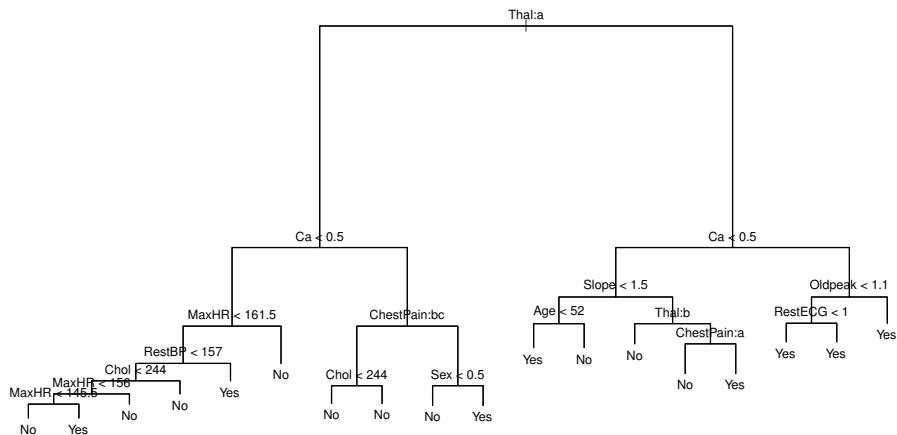 Thal:a
Ca < 0.5
Ca < 0.5
Slope < 1.5
Oldpeak < 1.1
MaxHR < 161.5
ChestPain:bc
Age < 52
Thal:b
RestECG < 1
ChestPain:a
Yes
RestBP < 157
Yes
No
No
Yes
Yes
Chol < 244
No
Chol < 244
Sex < 0.5
No
Yes
MaxHR < 156
MaxHR < 145.5
Yes
No
No
No
No
No
Yes
No
Yes